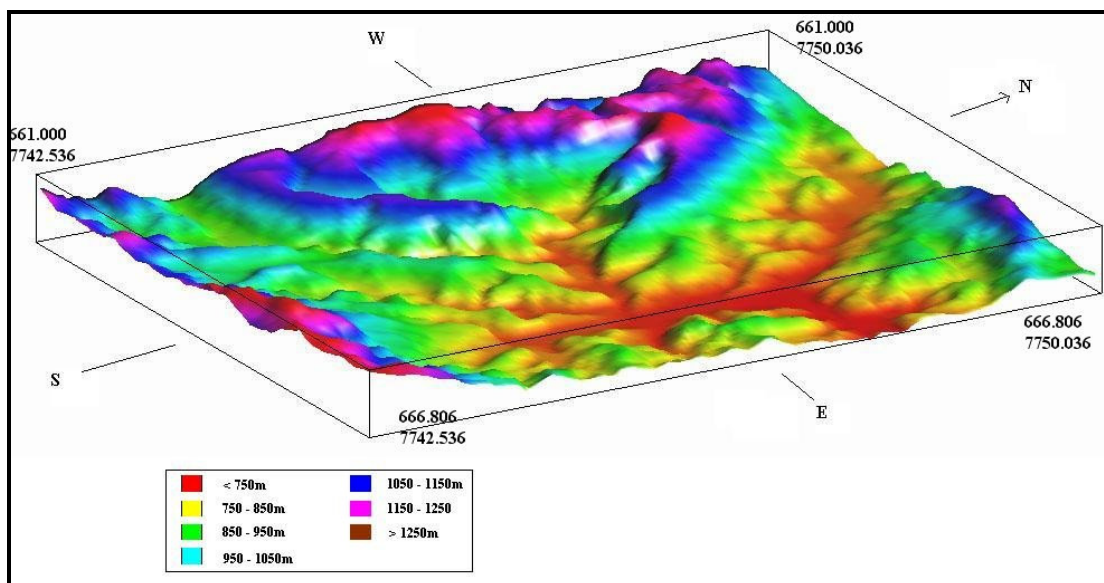 661.000
7750.036
W
N
661.000
7742.536
666.806
7750.036
S
666.806
7742.536
E
< 750m
750 - 850m
850 - 950m
950 - 1050m
1050 - 1150m
1150 - 1250
> 1250m